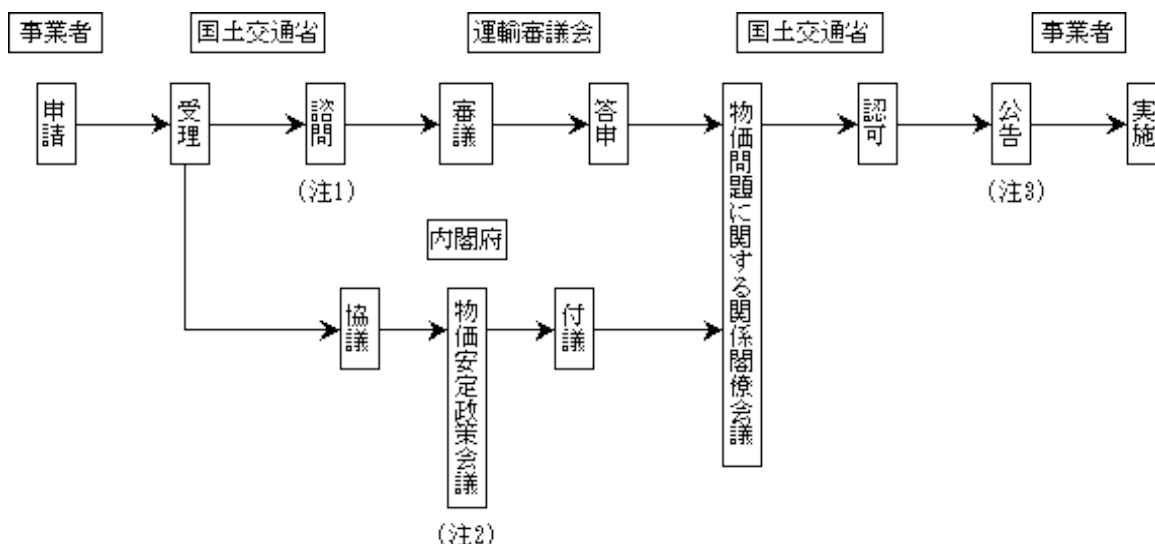 事業者
国土交通省
運輸審議会
国土交通省
事業者
申請
受理
諮問
審議
答申
物価問題に関する関係閣僚会議
認可
公告
実施
(注1)
(注3)
内閣府
協議
物価安定政策会議
付議
(注2)